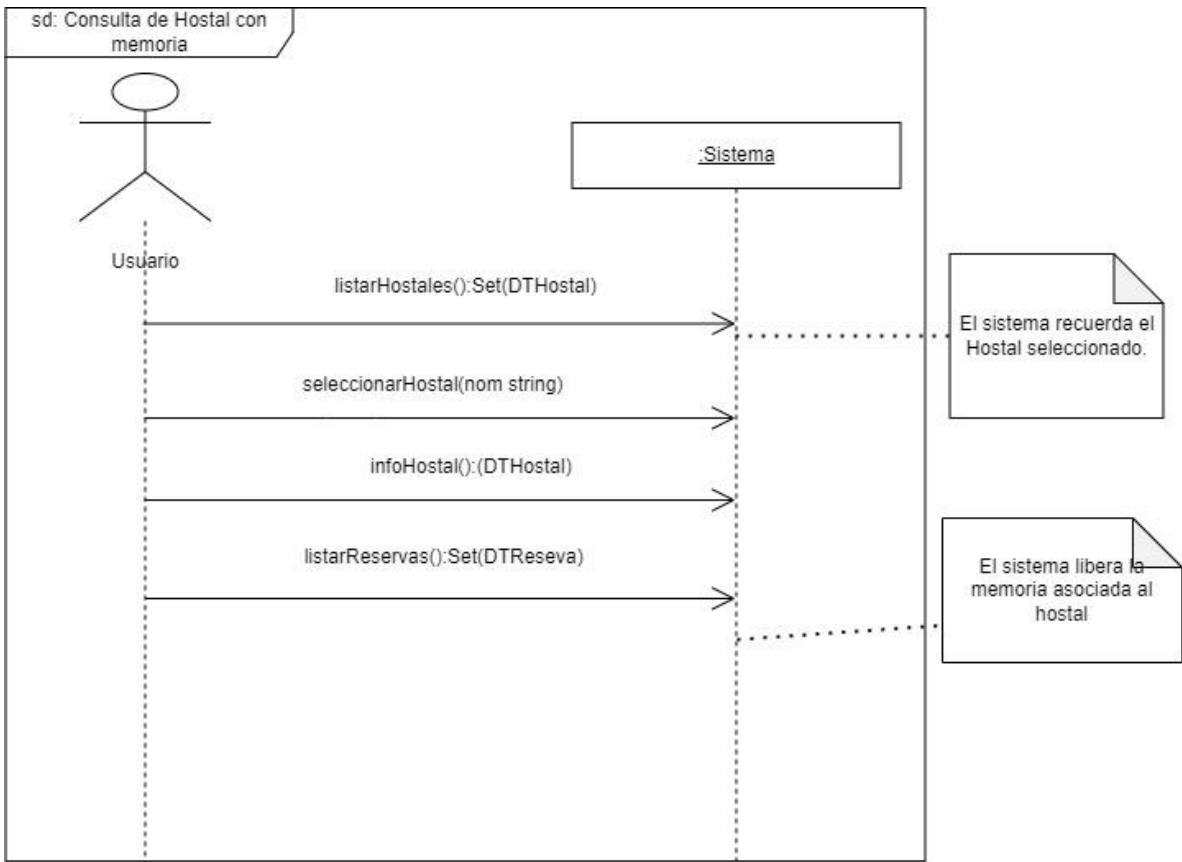 sd: Consulta de Hostal con
memoria
:Sistema
Usuario
listarHostales():Set(DTHostal)
El sistema recuerda el
Hostal seleccionado.
seleccionarHostal(nom string)
infoHostal():(DTHostal)
listarReservas():Set(DTReseva)
El sistema libera la
memoria asociada al
hostal